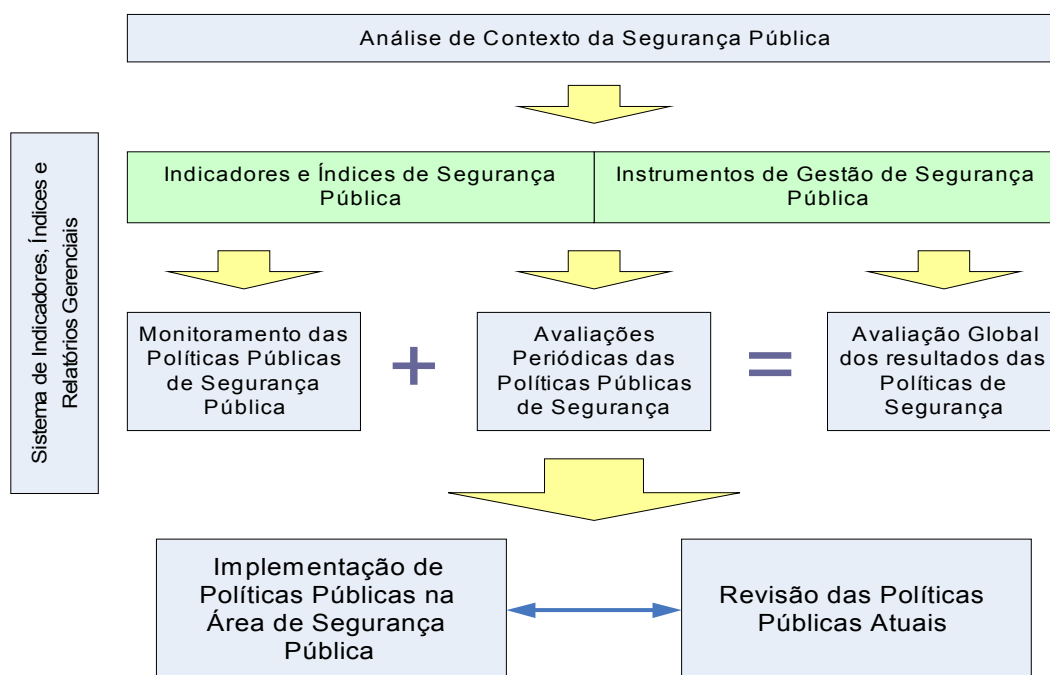 Análise de Contexto da Segurança Pública
Sistema de Indicadores, Índices e
Relatórios Gerenciais
Indicadores e Índices de Segurança
Pública
Instrumentos de Gestão de Segurança
Pública
Monitoramento das
Políticas Públicas
de Segurança
Pública
+
Avaliações
Periódicas das
Políticas Públicas
de Segurança
=
Avaliação Global
dos resultados das
Políticas de
Segurança
Implementação de
Políticas Públicas na
Área de Segurança
Pública
Revisão das Políticas
Públicas Atuais